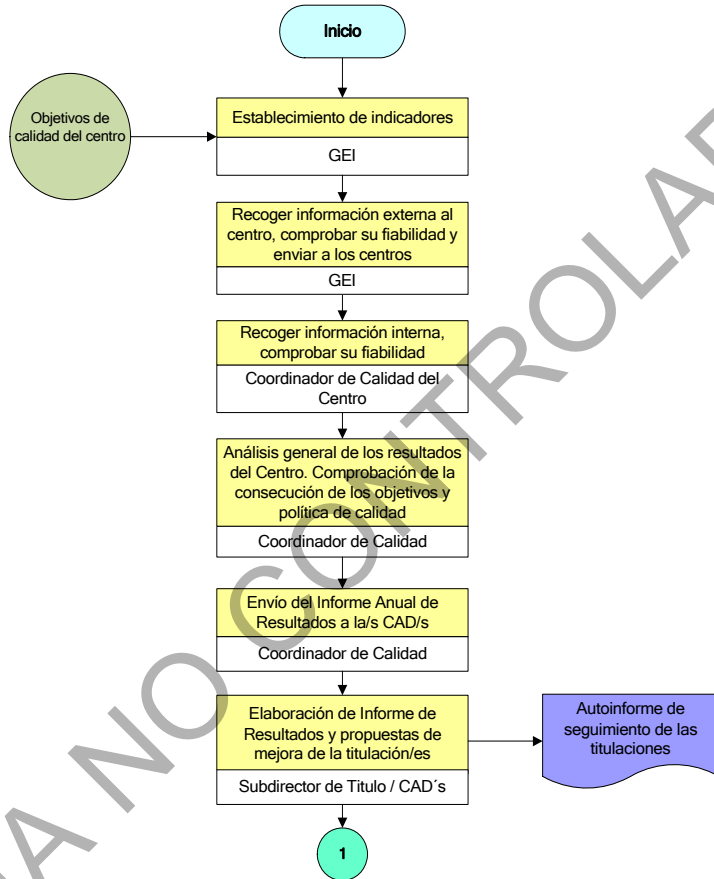 Inicio
Objetivos de
calidad del centro
Establecimiento de indicadores
GEI
Recoger información externa al
centro, comprobar su fiabilidad y
enviar a los centros
GEI
Recoger información interna,
comprobar su fiabilidad
Coordinador de Calidad del
Centro
Análisis general de los resultados
del Centro. Comprobación de la
consecución de los objetivos y
política de calidad
Coordinador de Calidad
Envío del Informe Anual de
Resultados a la/s CAD/s
Coordinador de Calidad
Elaboración de Informe de
Resultados y propuestas de
mejora de la titulación/es
Subdirector de Titulo / CAD´s
Autoinforme de
seguimiento de las
titulaciones
1
NO